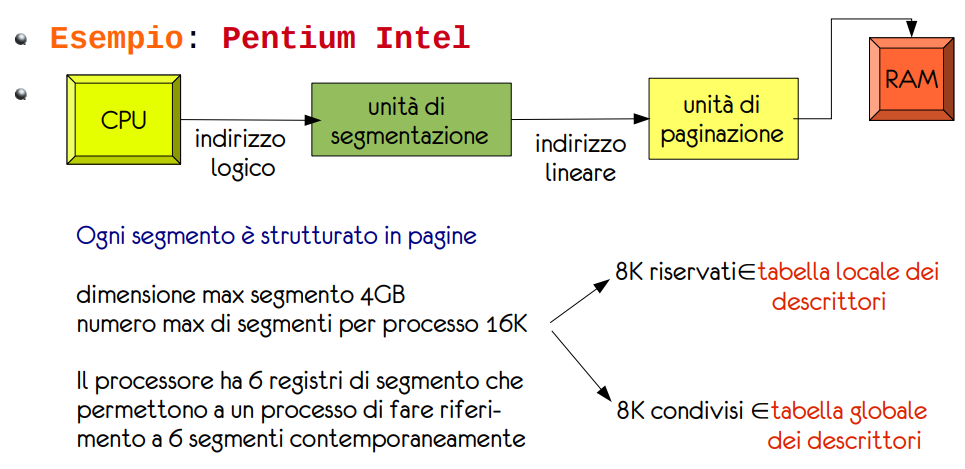 Esempio: Pentium Intel
CPU
indirizzo
logico
unità di
segmentazione
indirizzo
lineare
unità di
paginazione
RAM
Ogni segmento è strutturato in pagine
dimensione max segmento 4GB
numero max di segmenti per processo 16K
8K riservati∈tabella locale dei
descrittori
8K condivisi ∈tabella globale
dei descrittori
Il processore ha 6 registri di segmento che
permettono a un processo di fare riferi-
mento a 6 segmenti contemporaneamente